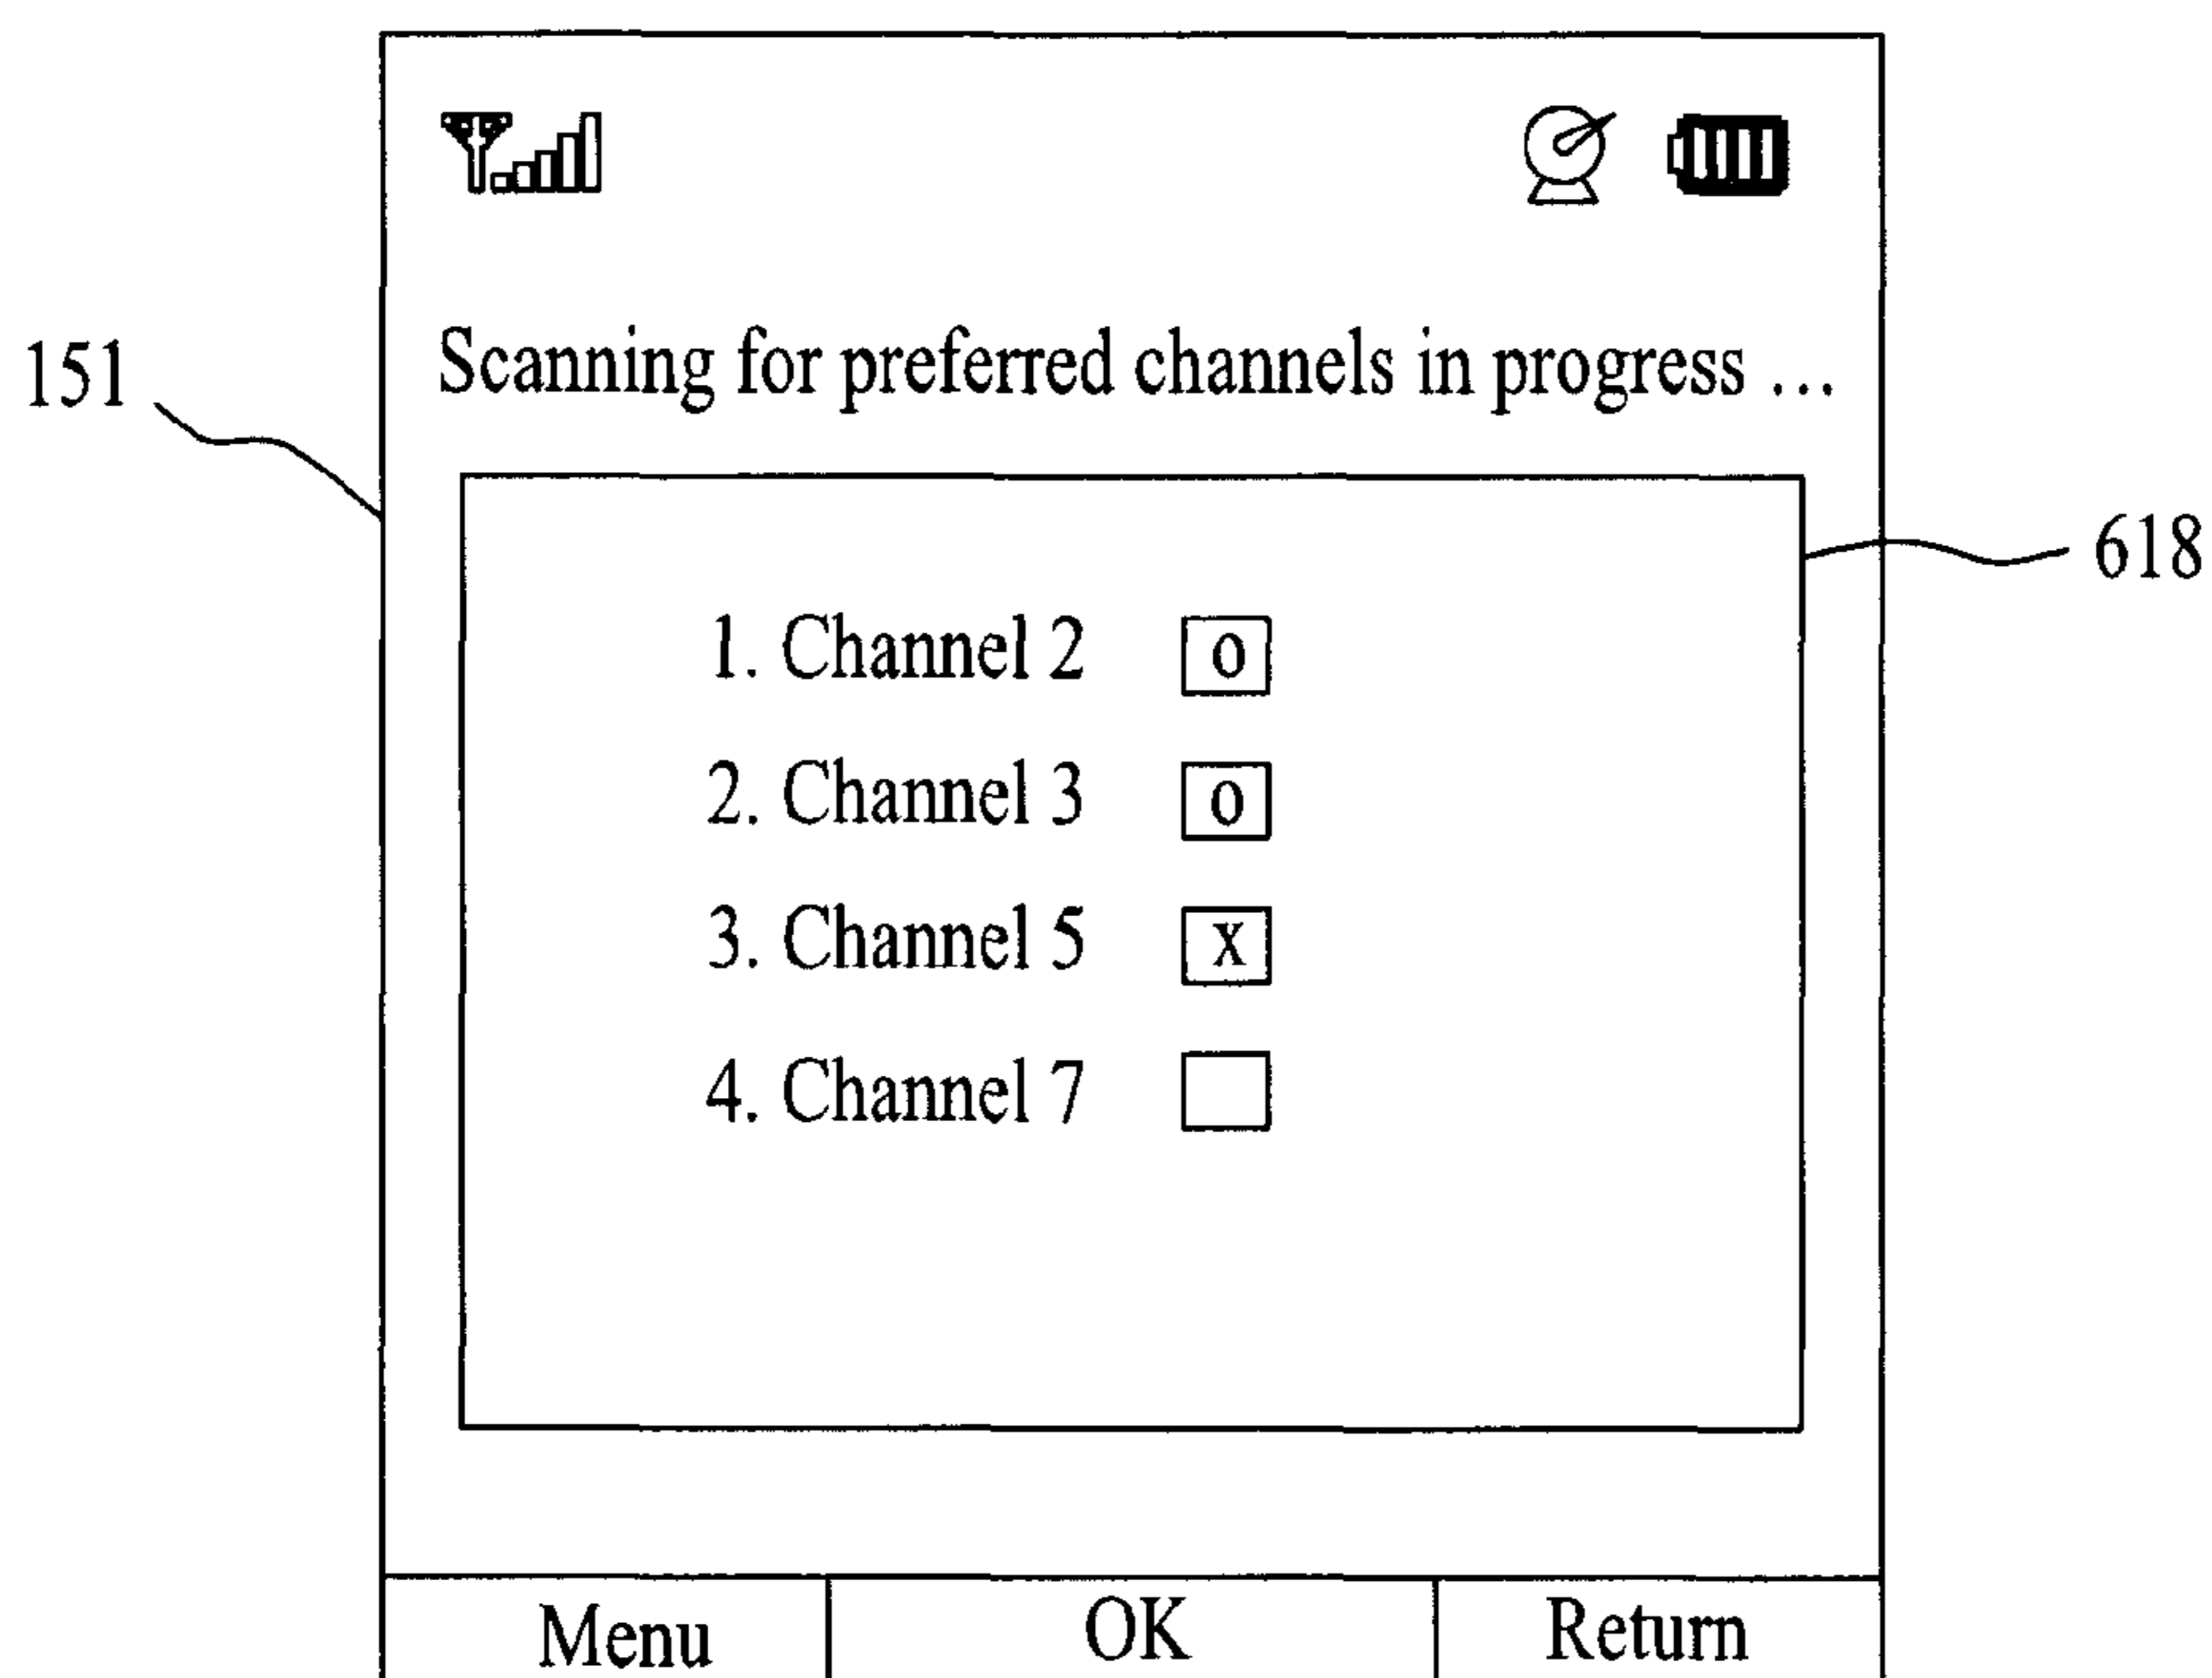 Scanning for preferred channels in progress ...
151
618
1. Channel 2 o
2. Channel 3 o
3. Channel 5 x
4. Channel 7
Menu OK Return